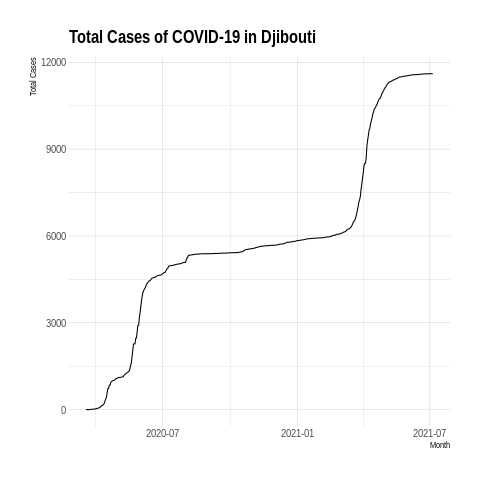 Total Cases of COVID-19 in Djibouti
Total Cases
12000
9000
6000
3000
0
2020-07
2021-01
2021-07
Month